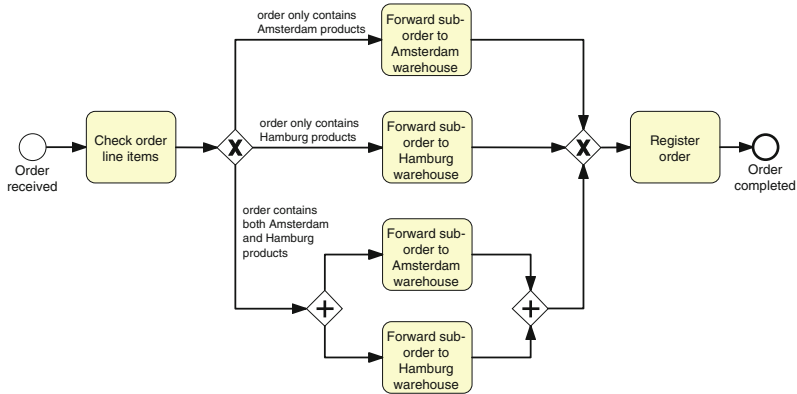 order only contains
Amsterdam products
Forward sub-
order to
Amsterdam
warehouse
Order
received
Check order
line items
X
order only contains
Hamburg products
Forward sub-
order to
Hamburg
warehouse
X
Register
order
Order
completed
order contains
both Amsterdam
and Hamburg
products
+
Forward sub-
order to
Amsterdam
warehouse
+
Forward sub-
order to
Hamburg
warehouse